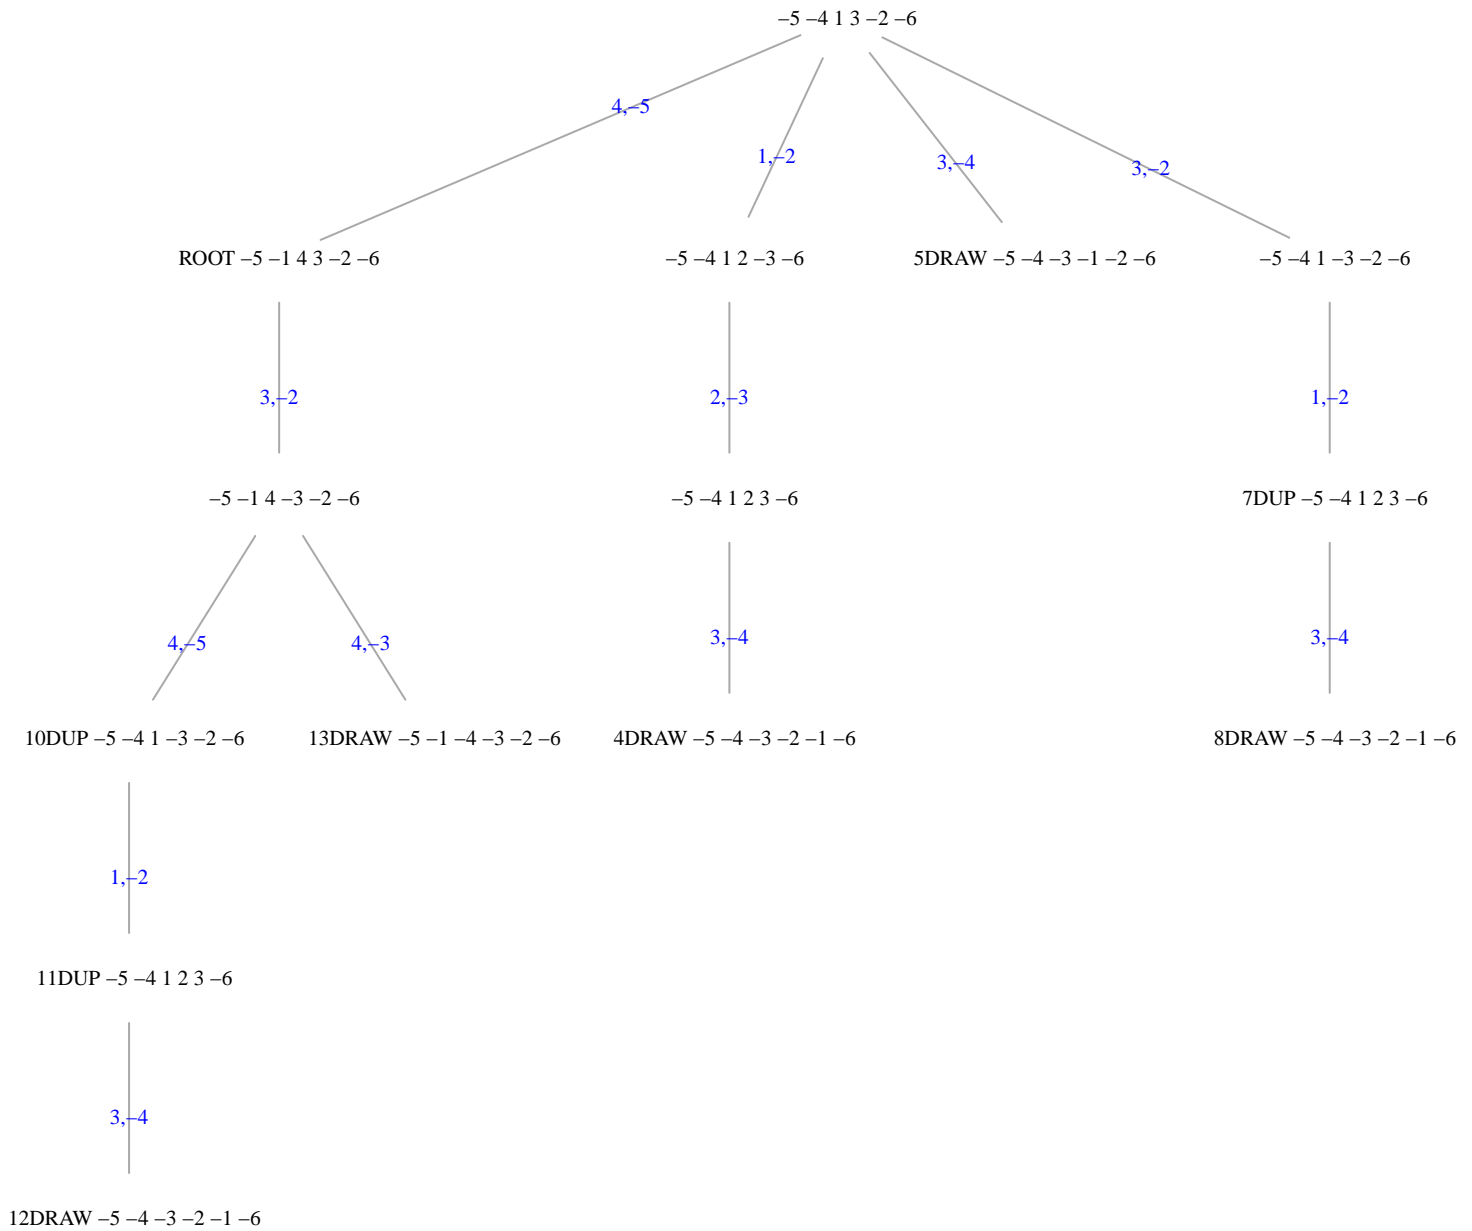 −5 −4 1 3 −2 −6
4,−5
1,−2
3,−4
3,−2
ROOT −5 −1 4 3 −2 −6
−5 −4 1 2 −3 −6
5DRAW −5 −4 −3 −1 −2 −6
−5 −4 1 −3 −2 −6
3,−2
2,−3
1,−2
−5 −1 4 −3 −2 −6
−5 −4 1 2 3 −6
7DUP −5 −4 1 2 3 −6
4,−5
4,−3
3,−4
3,−4
10DUP −5 −4 1 −3 −2 −6
13DRAW −5 −1 −4 −3 −2 −6
4DRAW −5 −4 −3 −2 −1 −6
8DRAW −5 −4 −3 −2 −1 −6
1,−2
11DUP −5 −4 1 2 3 −6
3,−4
12DRAW −5 −4 −3 −2 −1 −6